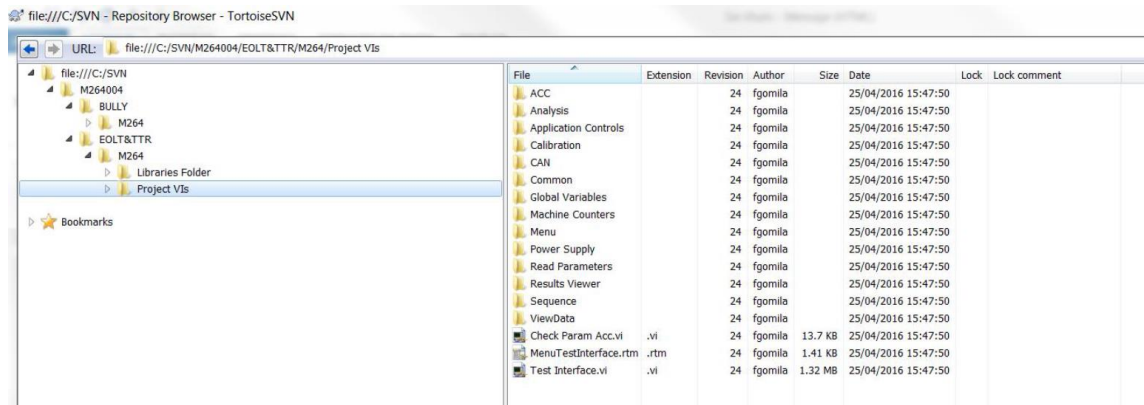 file:///C:/SVN - Repository Browser - TortoiseSVN
URL: file:///C:/SVN/M264004/EOLT&TTR/M264/Project VIs
file:///C:/SVN
M264004
BULLY
M264
EOLT&TTR
M264
Libraries Folder
Project VIs
Bookmarks
File Extension Revision Author Size Date Lock Lock comment
ACC 24 fgomila 25/04/2016 15:47:50
Analysis 24 fgomila 25/04/2016 15:47:50
Application Controls 24 fgomila 25/04/2016 15:47:50
Calibration 24 fgomila 25/04/2016 15:47:50
CAN 24 fgomila 25/04/2016 15:47:50
Common 24 fgomila 25/04/2016 15:47:50
Global Variables 24 fgomila 25/04/2016 15:47:50
Machine Counters 24 fgomila 25/04/2016 15:47:50
Menu 24 fgomila 25/04/2016 15:47:50
Power Supply 24 fgomila 25/04/2016 15:47:50
Read Parameters 24 fgomila 25/04/2016 15:47:50
Results Viewer 24 fgomila 25/04/2016 15:47:50
Sequence 24 fgomila 25/04/2016 15:47:50
ViewData 24 fgomila 25/04/2016 15:47:50
Check Param Acc.vi .vi 24 fgomila 13.7 KB 25/04/2016 15:47:50
MenuTestInterface.rtm .rtm 24 fgomila 1.41 KB 25/04/2016 15:47:50
Test Interface.vi .vi 24 fgomila 1.32 MB 25/04/2016 15:47:50